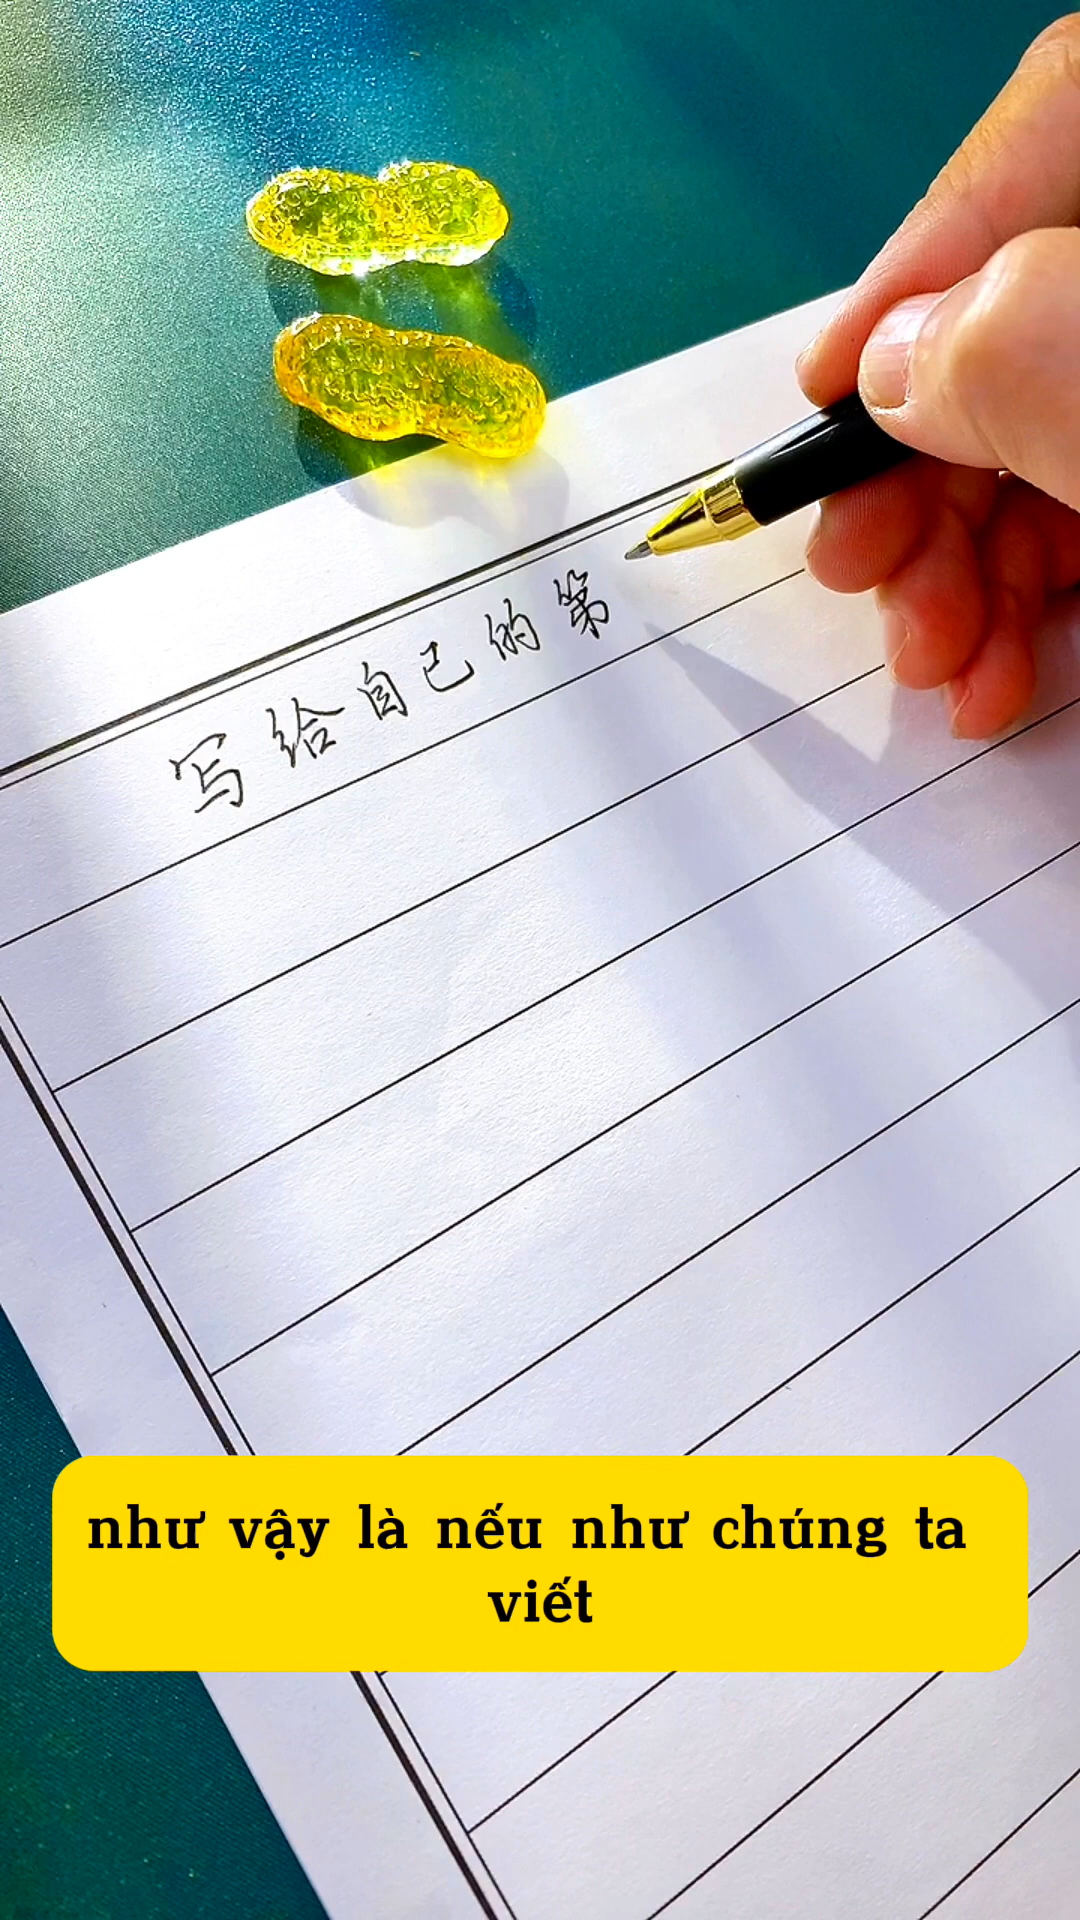 写给自己的第
như vậy là nếu như chúng ta
viết